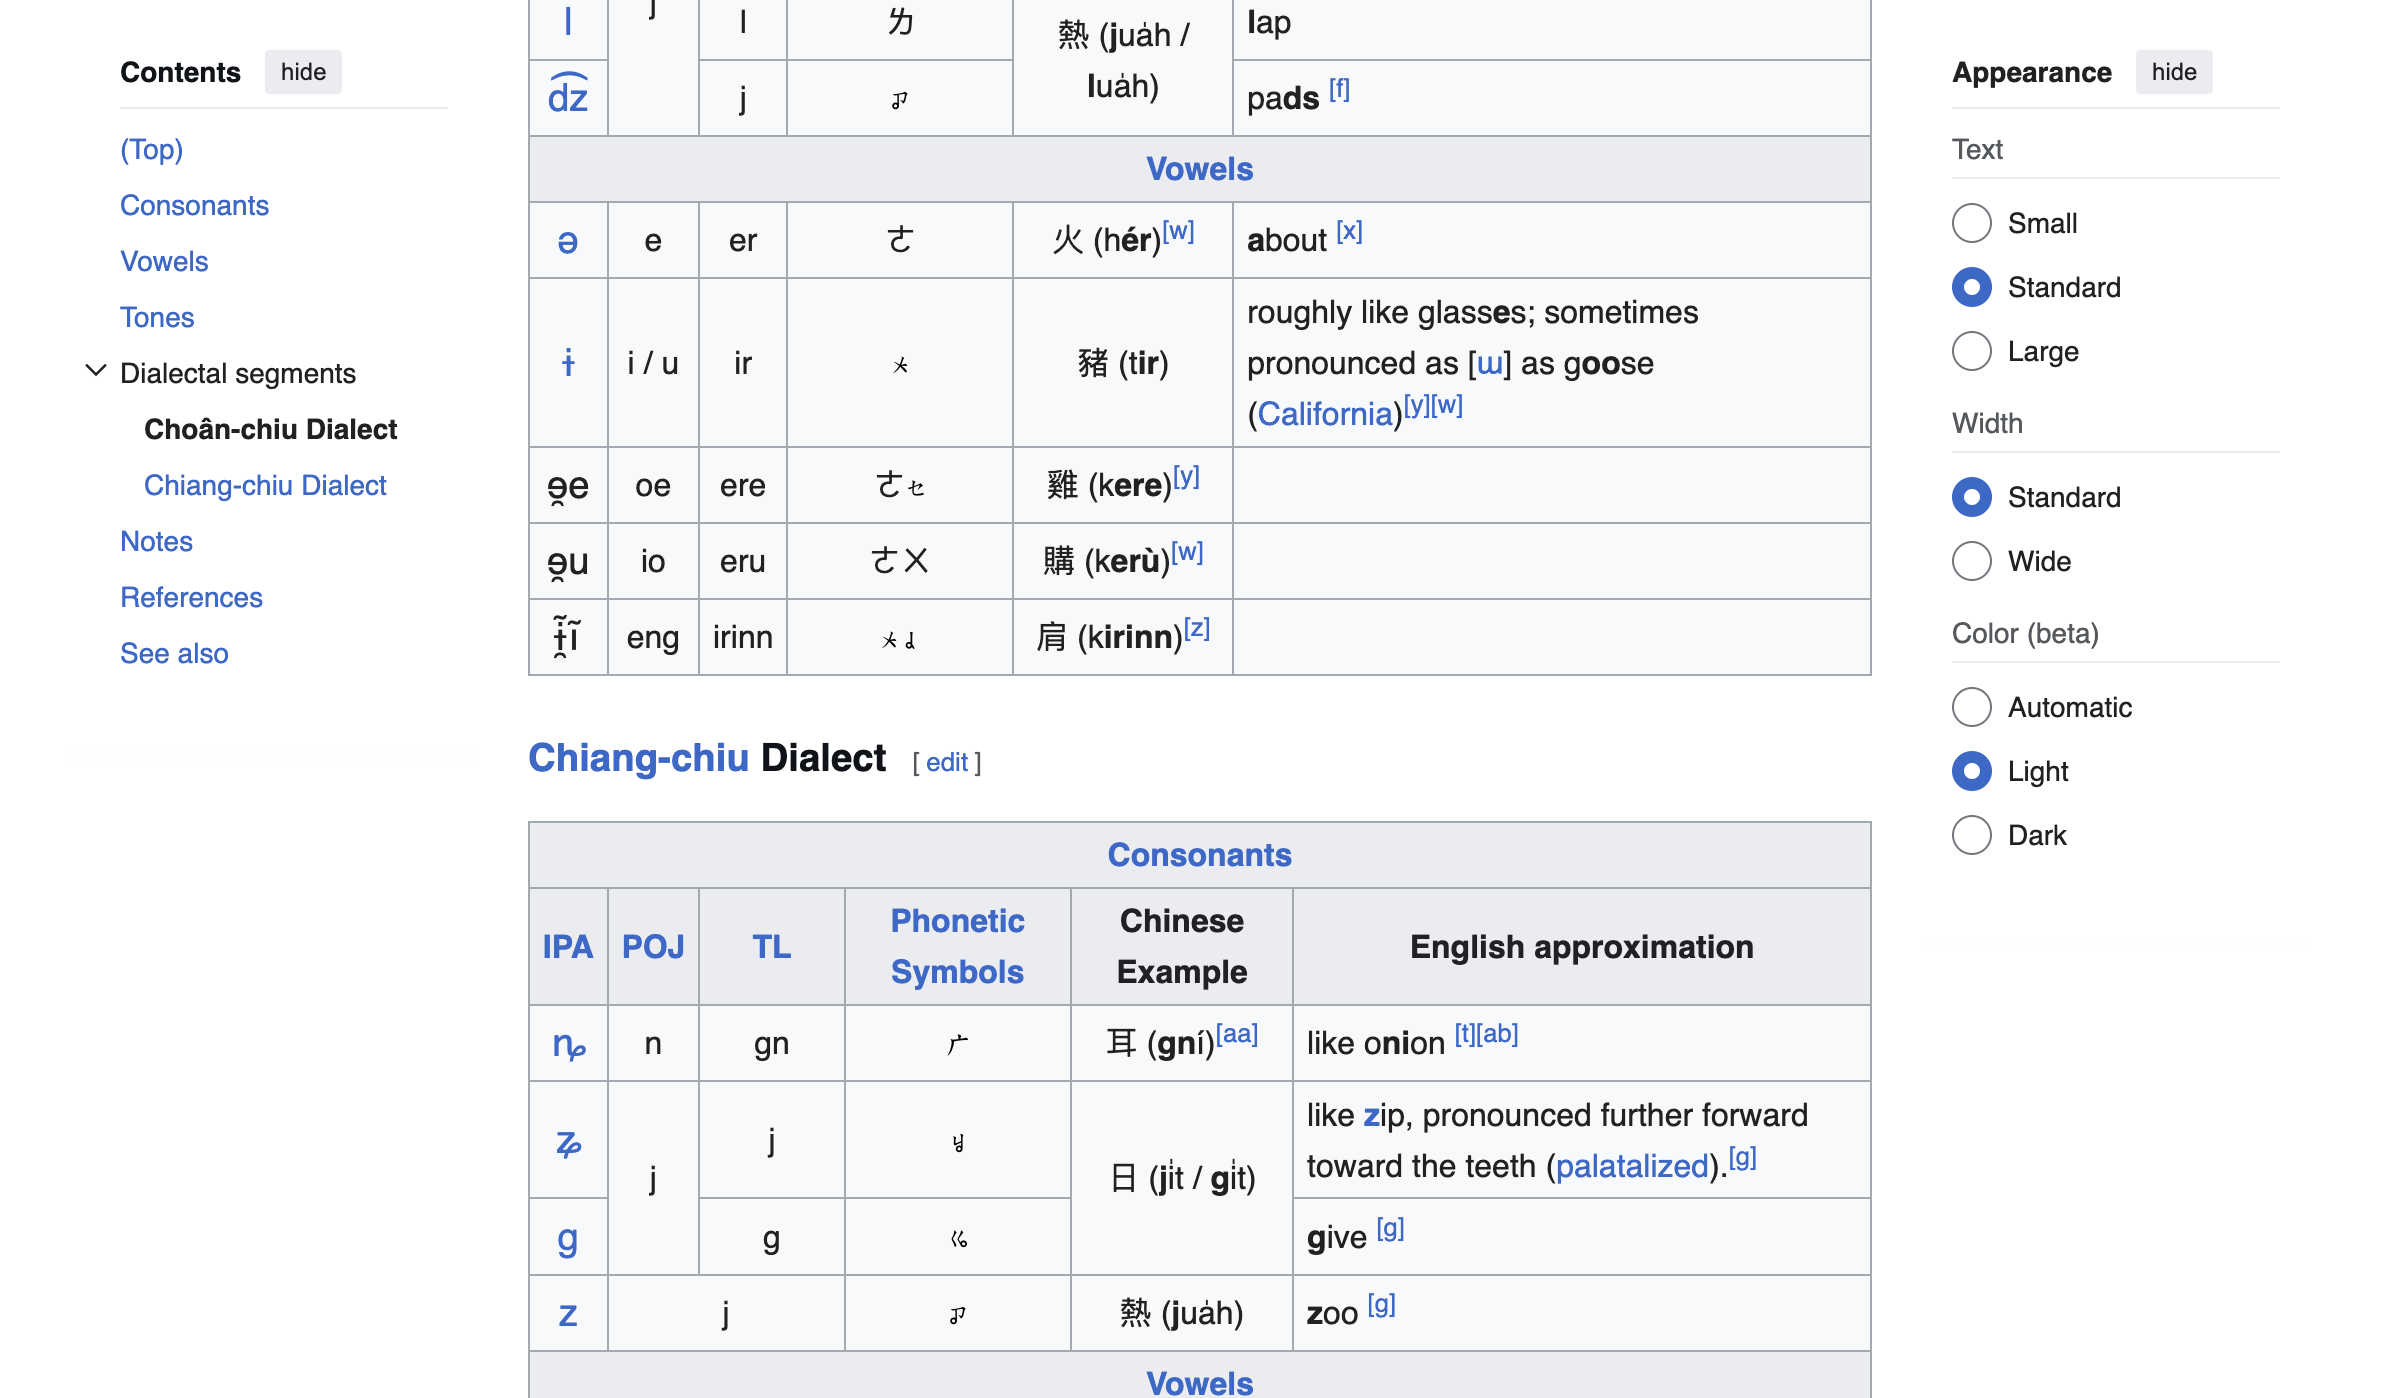 Contents hide
(Top)
Consonants
Vowels
Tones
Dialectal segments
Choân-chiu Dialect
Chiang-chiu Dialect
Notes
References
See also
l j l ㄌ 熱 (jua̍h / lua̍h) lap
d͡z j ㆡ pads [f]
Vowels
ə e er ㄜ 火 (hér)[w] about [x]
ɨ i / u ir ㆨ 豬 (tir) roughly like glasses; sometimes
pronounced as [ɯ] as goose
(California)[y][w]
ə̯e oe ere ㄜㆤ 雞 (kere)[y]
ə̯u io eru ㄜㄨ 購 (kerù)[w]
ɨ̯̃ĩ eng irinn ㆨㆪ 肩 (kirinn)[z]
Chiang-chiu Dialect [ edit ]
Consonants
IPA POJ TL Phonetic Symbols Chinese Example English approximation
ȵ n gn ㄏ 耳 (gní)[aa] like onion [t][ab]
ʑ j j ㆢ 日 (ji̍t / gi̍t) like zip, pronounced further forward
toward the teeth (palatalized).[g]
g g ㆣ give [g]
z j ㆡ 熱 (jua̍h) zoo [g]
Vowels
Appearance hide
Text
Small
Standard
Large
Width
Standard
Wide
Color (beta)
Automatic
Light
Dark